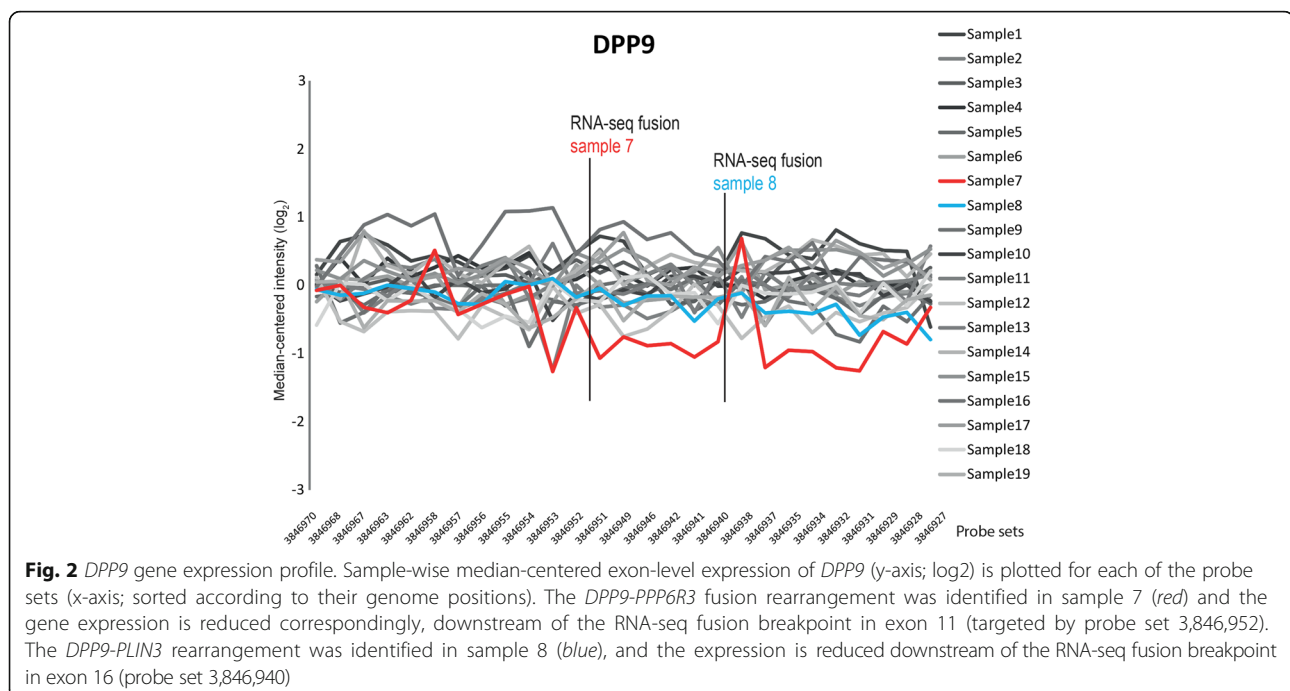 DPP9
Median-centered intensity (log2)
3
2
1
0
-1
-2
-3
RNA-seq fusion
sample 7
RNA-seq fusion
sample 8
Sample1
Sample2
Sample3
Sample4
Sample5
Sample6
Sample7
Sample8
Sample9
Sample10
Sample11
Sample12
Sample13
Sample14
Sample15
Sample16
Sample17
Sample18
Sample19
3846970
3846968
3846967
3846963
3846962
3846958
3846957
3846956
3846955
3846954
3846953
3846952
3846951
3846949
3846946
3846942
3846941
3846940
3846938
3846937
3846935
3846934
3846932
3846931
3846929
3846928
3846927
Probe sets
Fig. 2 DPP9 gene expression profile. Sample-wise median-centered exon-level expression of DPP9 (y-axis; log2) is plotted for each of the probe
sets (x-axis; sorted according to their genome positions). The DPP9-PPP6R3 fusion rearrangement was identified in sample 7 (red) and the
gene expression is reduced correspondingly, downstream of the RNA-seq fusion breakpoint in exon 11 (targeted by probe set 3,846,952).
The DPP9-PLIN3 rearrangement was identified in sample 8 (blue), and the expression is reduced downstream of the RNA-seq fusion breakpoint
in exon 16 (probe set 3,846,940)